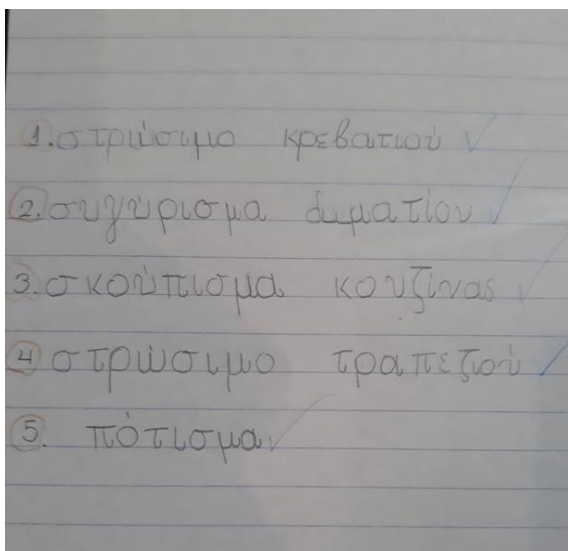 1. στρώσιμο κρεβατιού ✓
2. συγύρισμα δωματίου ✓
3. σκούπισμα κουζίνας ✓
4 στρώσιμο τραπεζιού ✓
5. πότισμα ✓